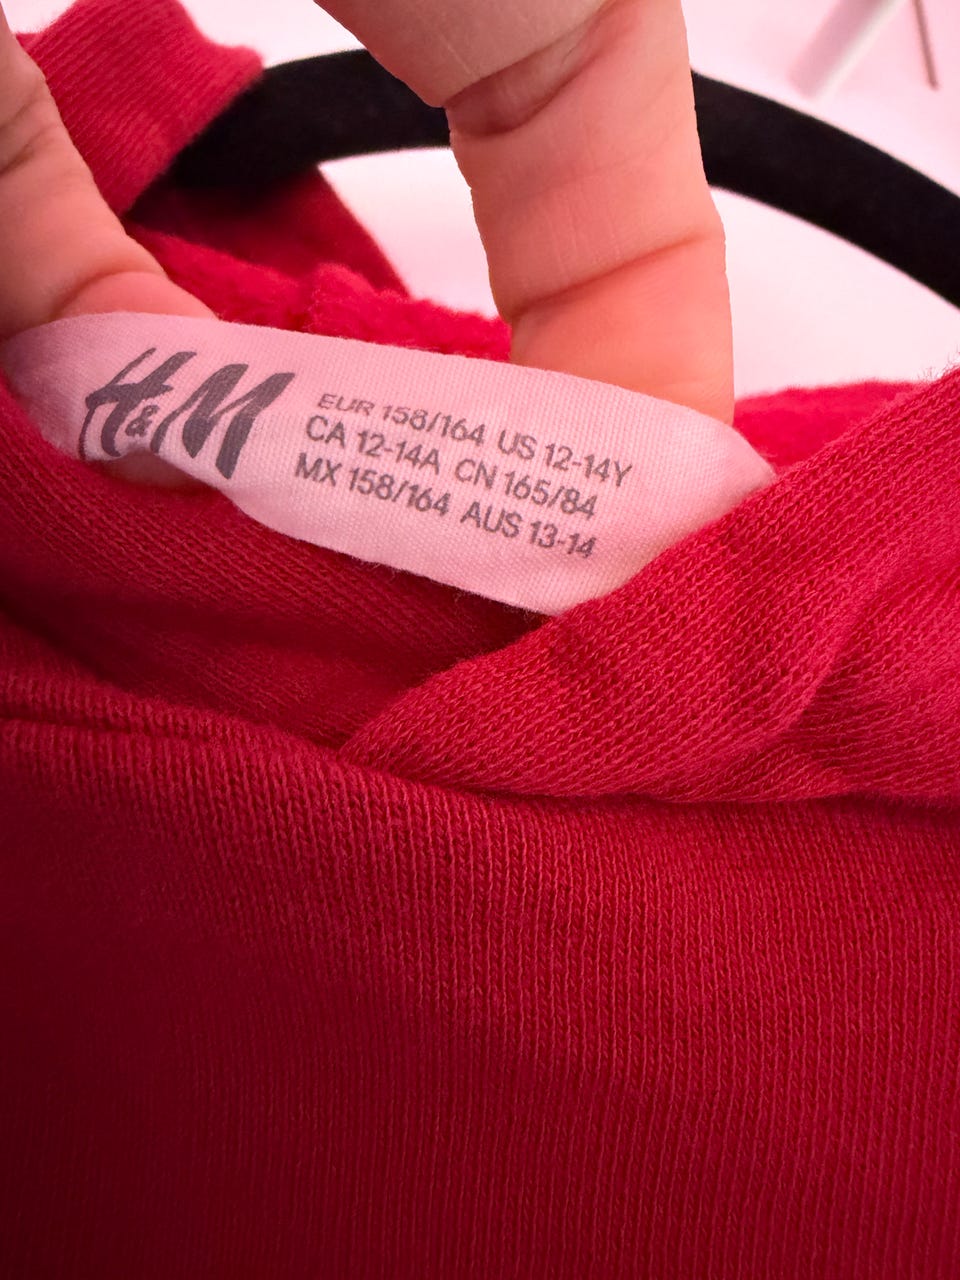 H&M
EUR 158/164 US 12-14Y
CA 12-14A CN 165/84
MX 158/164 AUS 13-14